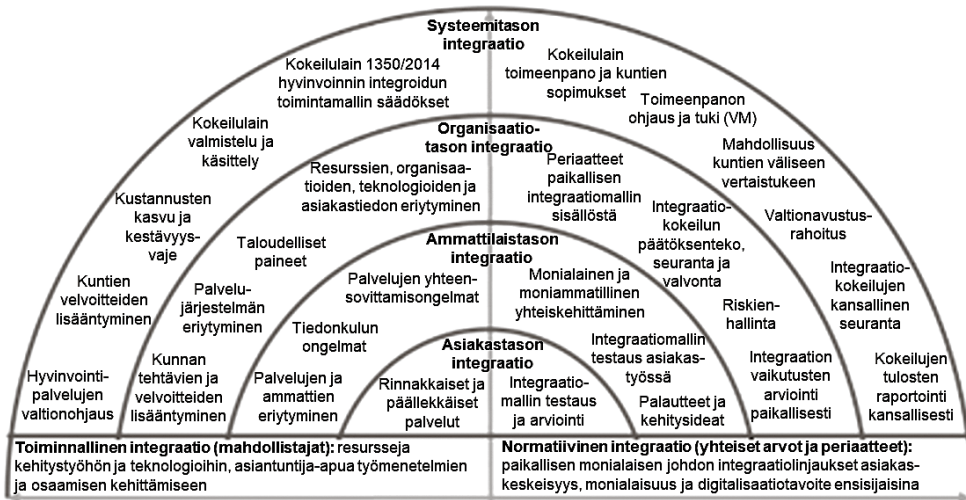 Systeemitason
integraatio
Kokeilulain 1350/2014
hyvinvoinnin integroidun
toimintamallin säädökset
Kokeilulain
valmistelu ja
käsittely
Kustannusten
kasvu ja
kestävyys-
vaje
Kuntien
velvoitteiden
lisääntyminen
Hyvinvointi-
palvelujen
valtionohjaus
Kokeilulain
toimeenpano ja kuntien
sopimukset
Toimeenpanon
ohjaus ja tuki (VM)
Mahdollisuus
kuntien väliseen
vertaistukeen
Valtionavustus-
rahoitus
Integraatio-
kokeilujen
kansallinen
seuranta
Kokeilujen
tulosten
raportointi
kansallisesti
Organisaatio-
tason integraatio
Resurssien, organisaa-
tioiden, teknologioiden ja
asiakastiedon eriytyminen
Taloudelliset
paineet
Palvelu-
järjestelmän
eriytyminen
Kunnan
tehtävien ja
velvoitteiden
lisääntyminen
Periaatteet
paikallisen
integraatiomallin
sisällöstä
Integraatio-
kokeilun
päätöksenteko,
seuranta ja
valvonta
Riskien-
hallinta
Integraation
vaikutusten
arviointi
paikallisesti
Ammattilaistason
integraatio
Palvelujen yhteen-
sovittamisongelmat
Tiedonkulun
ongelmat
Palvelujen ja
ammattien
eriytyminen
Monialainen ja
moniammatillinen
yhteiskehittäminen
Integraatiomallin
testaus asiakas-
työssä
Palautteet ja
kehitysideat
Asiakastason
integraatio
Rinnakkaiset ja
päällekkäiset
palvelut
Integraatio-
mallin testaus
ja arviointi
Toiminnallinen integraatio (mahdollistajat): resursseja
kehitystyöhön ja teknologioihin, asiantuntija-apua työmenetelmien
ja osaamisen kehittämiseen
Normatiivinen integraatio (yhteiset arvot ja periaatteet):
paikallisen monialaisen johdon integraatiolinjaukset asiakas-
keskeisyys, monialaisuus ja digitalisaatiotavoite ensisijaisina